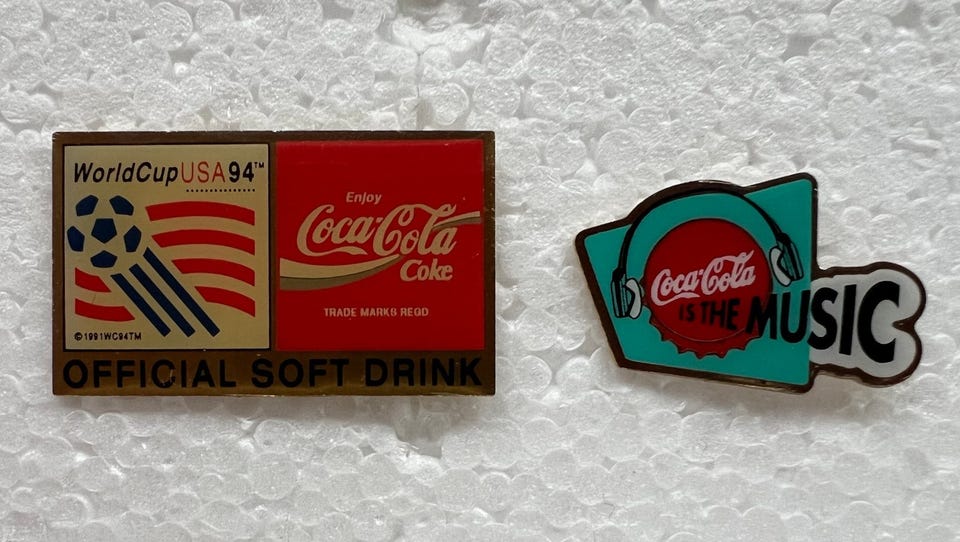 WorldCupUSA94™
©1991WC94TM
Enjoy
Coca-Cola
Coke
TRADE MARKS REGD
OFFICIAL SOFT DRINK
Coca-Cola
IS THE MUSIC